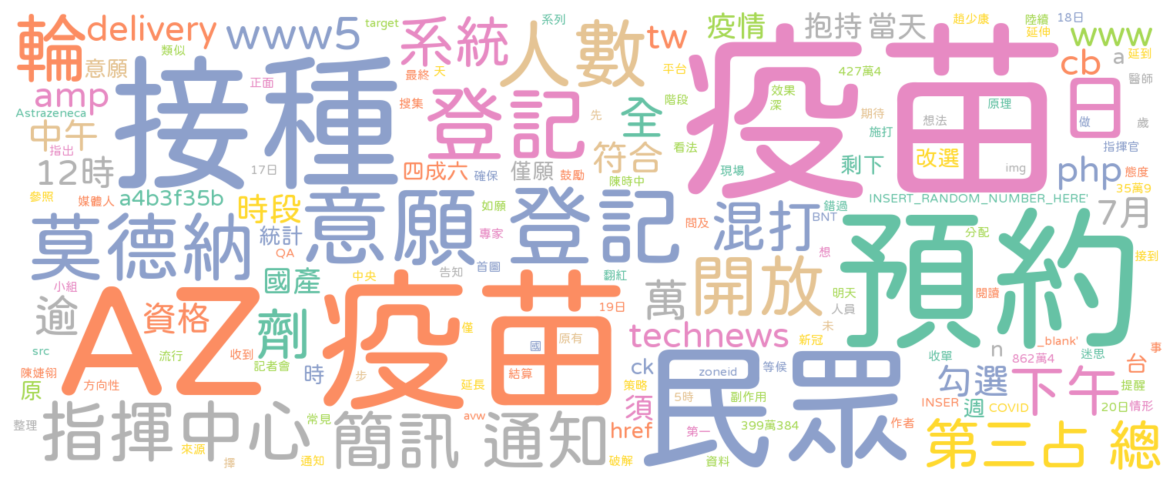 輪 delivery www5 target 系統 系列 人數 tw 疫情 抱持 當天 趙少康 陸續 18日
類似 意願 接種 正面 最終 天 平台 疫苗 427萬4 延伸 www 延到
amp 搜集 登記 全 階段 效果 深 期待 原理 cb a 醫師
Astrazeneca 中午 指出 17日 先 符合 看法 施打 想法 日 做 歲
12時 四成六 確保 僅願 鼓勵 現場 剩下 改選 img php 指揮官 態度
參照 媒體人 a4b3f35b 時段 意願 如願 登記 陳時中 錯過 INSERT_RANDOM_NUMBER_HERE' 35萬9
莫德納 統計 QA 專家 問及 混打 BNT 預約 分配 7月
小組 國產 中央 告知 首圖 翻紅 想 開放 接到
逾 AZ 疫苗 資格 劑 19日 萬 明天 人員 閱讀
src 流行 收到 記者會 僅 國 原有 technews 未 新冠 n 收單 _blank' 迷思 事
陳婕翎 原 方向性 時 步 延長 結算 ck zoneid 等候 民眾 862萬4 勾選 下午 台 提醒
整理 指揮中心 常見 簡訊 avw 通知 策略 須 5時 副作用 INSER 週 COVID 20日 情形
來源 擇 通知 破解 href 第一 資料 399萬384 作者 第三占 總